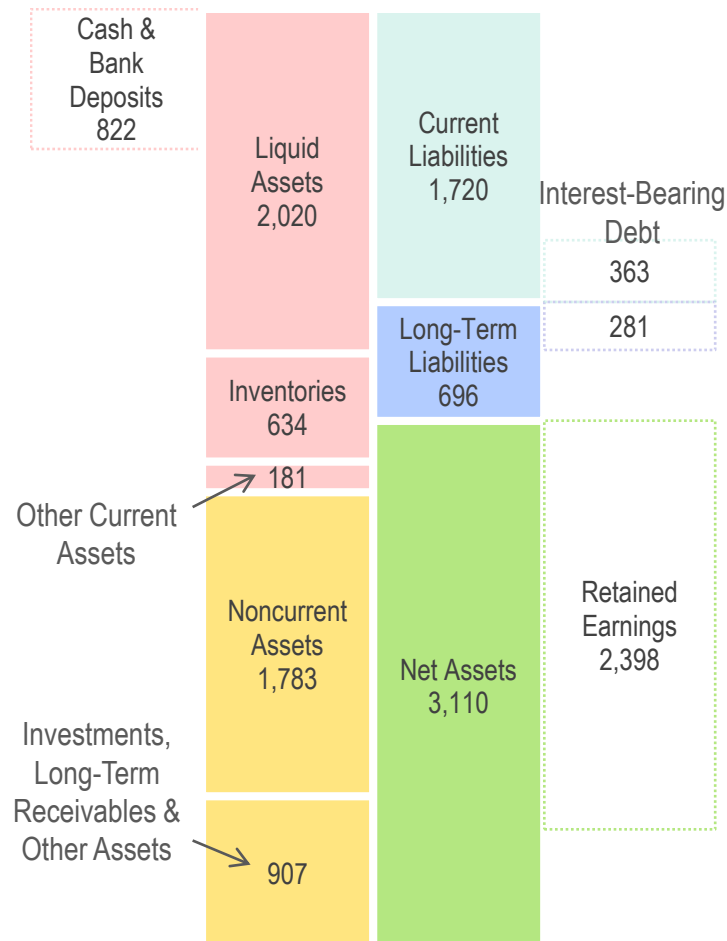 Cash &
Bank
Deposits
822
Liquid
Assets
2,020
Current
Liabilities
1,720
Interest-Bearing
Debt
363
281
Long-Term
Liabilities
696
Inventories
634
181
Other Current
Assets
Noncurrent
Assets
1,783
Net Assets
3,110
Retained
Earnings
2,398
Investments,
Long-Term
Receivables &
Other Assets
907